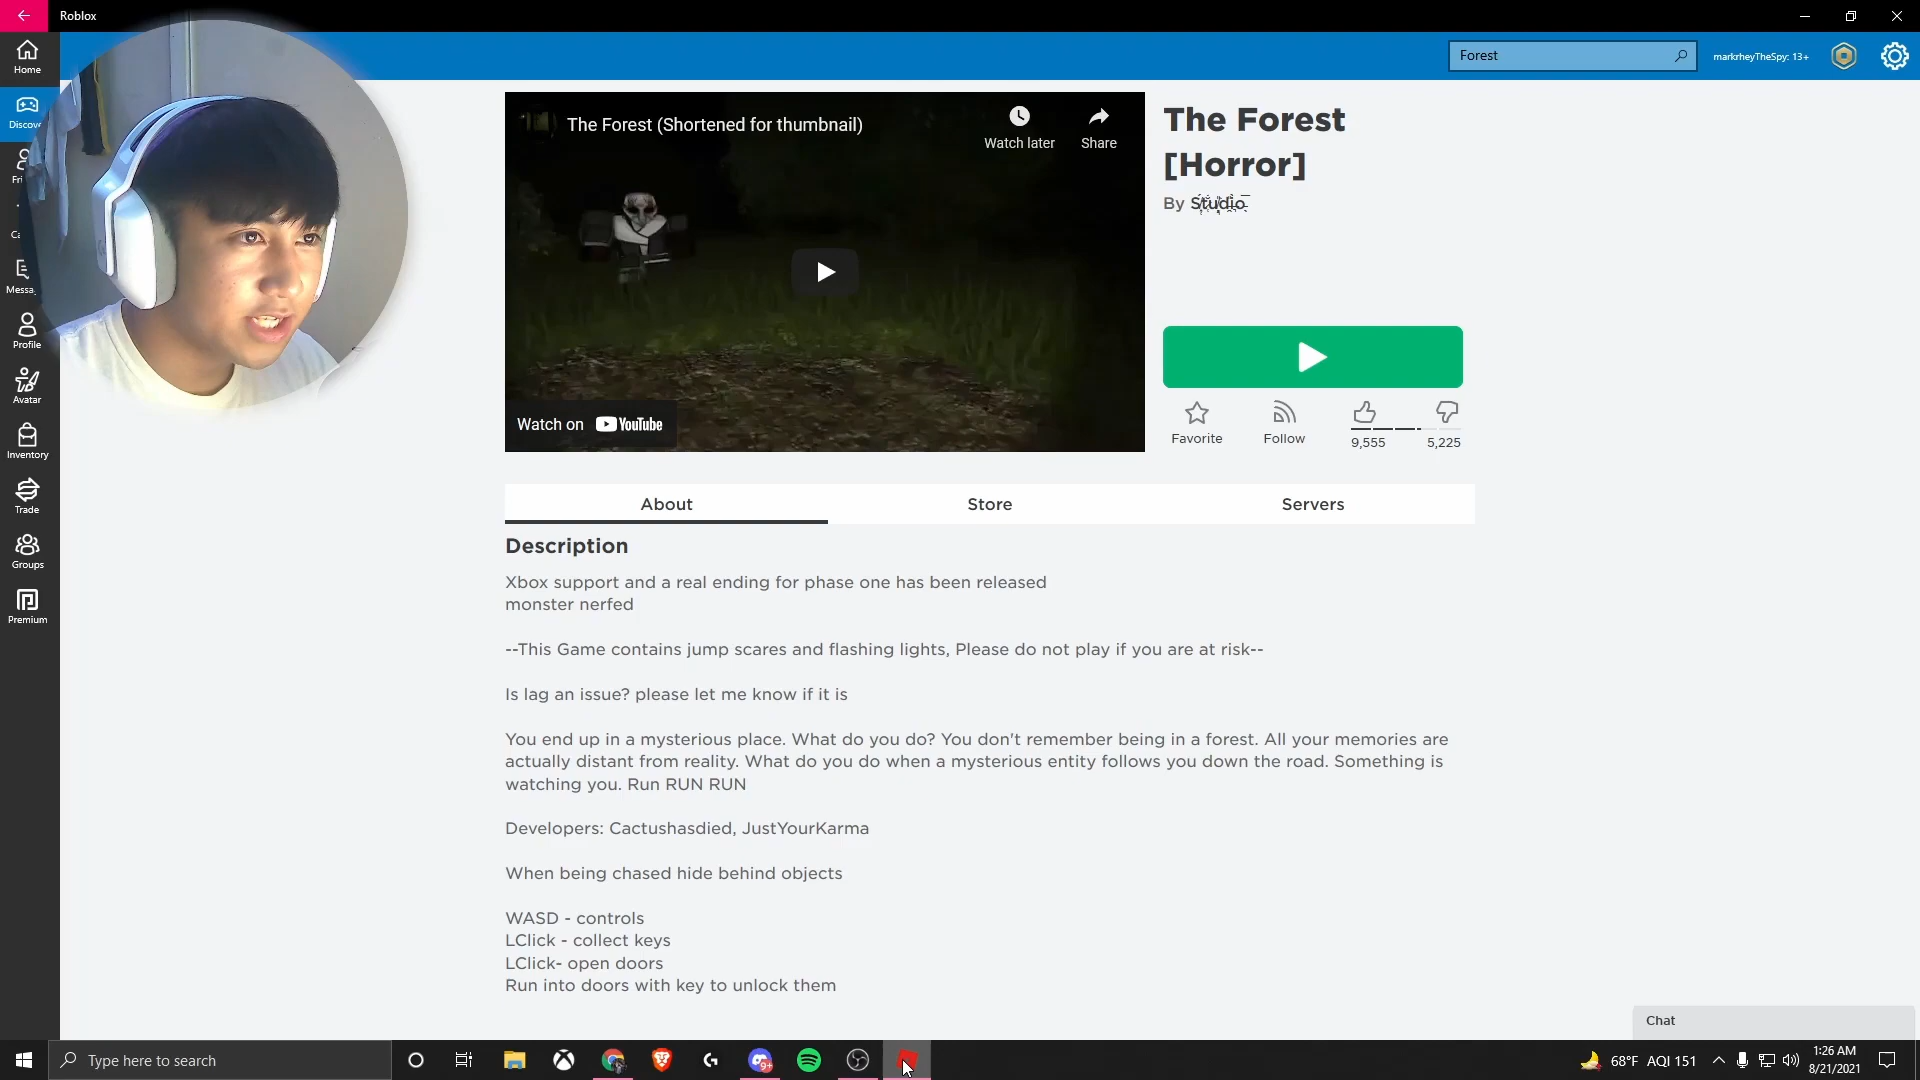 Roblox
Home
Forest
markrheyTheSpy: 13+
Discov
Fri
Ca
Messa
Profile
Avatar
Inventory
Trade
Groups
Premium
The Forest (Shortened for thumbnail)
Watch later
Share
Watch on YouTube
The Forest
[Horror]
By Studio
Favorite
Follow
9,555
5,225
About
Store
Servers
Description
Xbox support and a real ending for phase one has been released
monster nerfed
--This Game contains jump scares and flashing lights, Please do not play if you are at risk--
Is lag an issue? please let me know if it is
You end up in a mysterious place. What do you do? You don't remember being in a forest. All your memories are
actually distant from reality. What do you do when a mysterious entity follows you down the road. Something is
watching you. Run RUN RUN
Developers: Cactushasdied, JustYourKarma
When being chased hide behind objects
WASD - controls
LClick - collect keys
LClick- open doors
Run into doors with key to unlock them
Chat
Type here to search
9+
68°F AQI 151
1:26 AM
8/21/2021